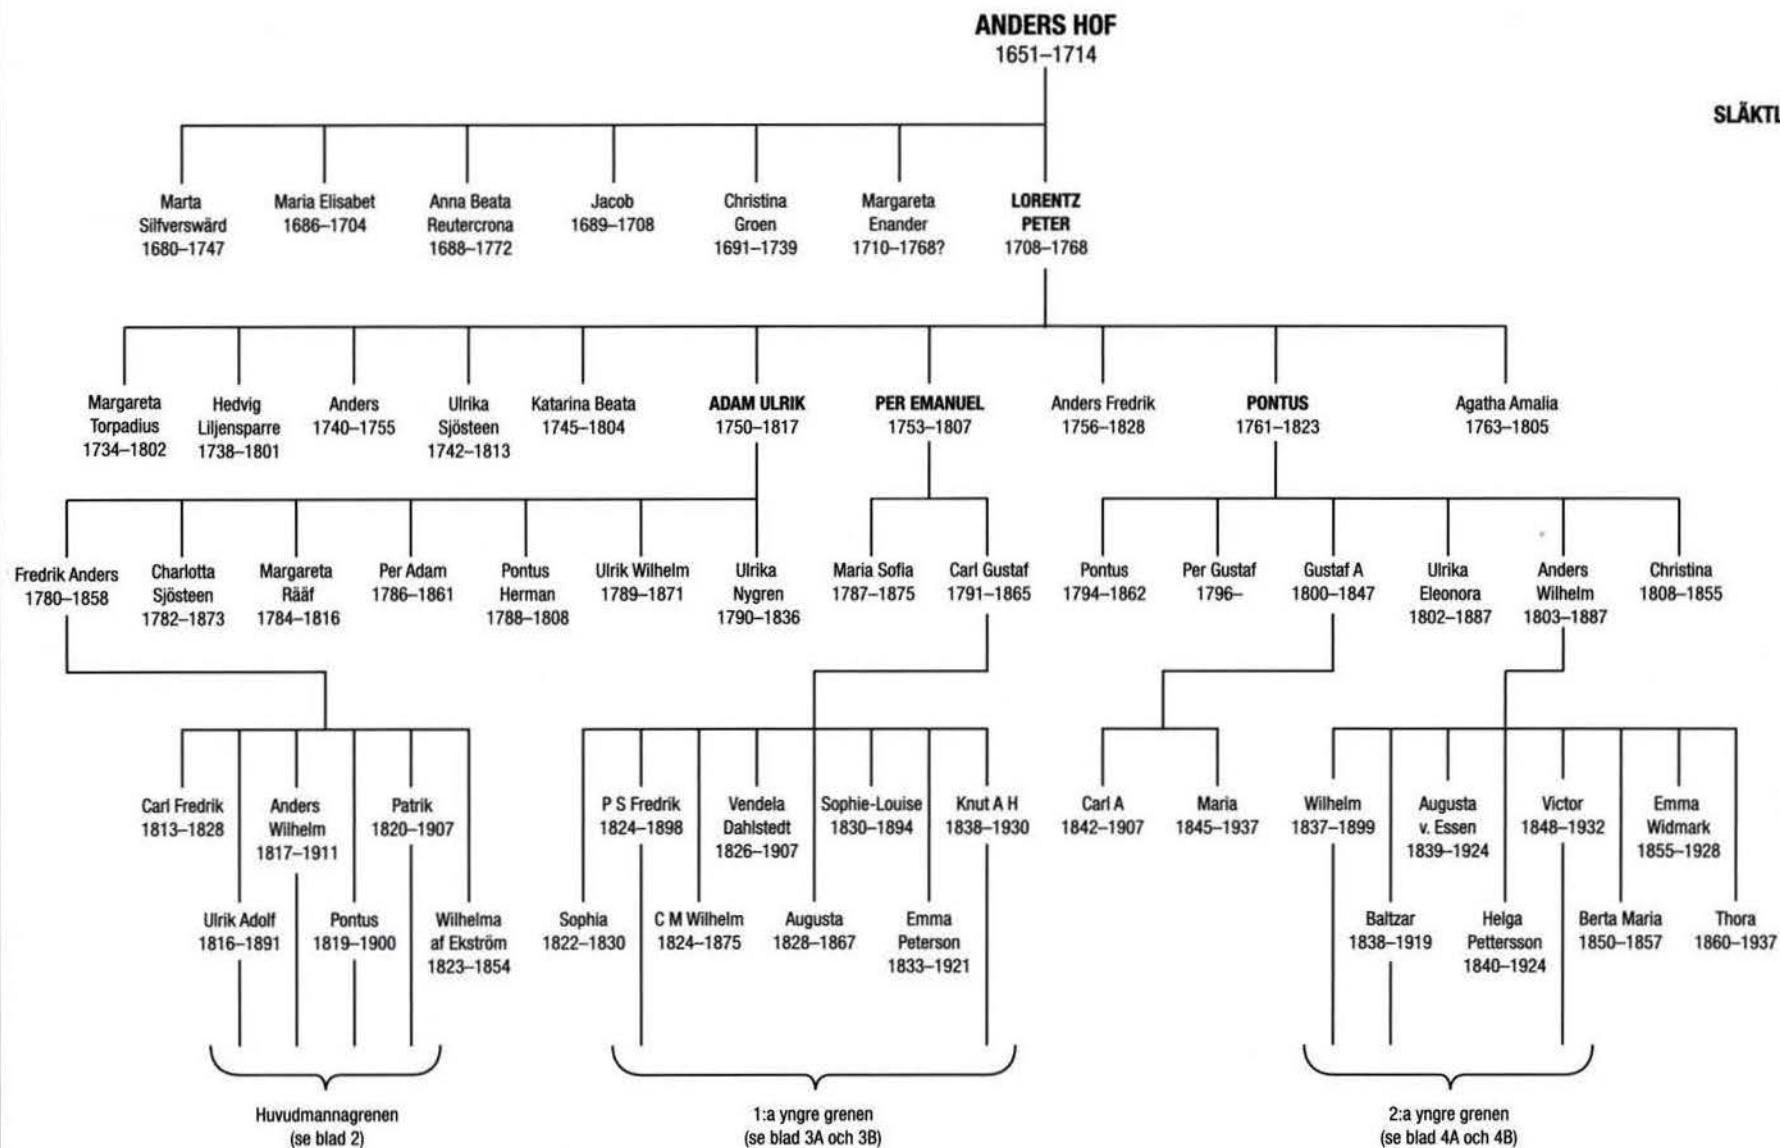 ANDERS HOF
1651–1714
SLÄKTL
Marta
Silfverswärd
1680–1747
Maria Elisabet
1686–1704
Anna Beata
Reutercrona
1688–1772
Jacob
1689–1708
Christina
Groen
1691–1739
Margareta
Enander
1710–1768?
LORENTZ
PETER
1708–1768
Margareta
Torpadius
1734–1802
Hedvig
Liljensparre
1738–1801
Anders
1740–1755
Ulrika
Sjösteen
1742–1813
Katarina Beata
1745–1804
ADAM ULRIK
1750–1817
PER EMANUEL
1753–1807
Anders Fredrik
1756–1828
PONTUS
1761–1823
Agatha Amalia
1763–1805
Fredrik Anders
1780–1858
Charlotta
Sjösteen
1782–1873
Margareta
Rääf
1784–1816
Per Adam
1786–1861
Pontus
Herman
1788–1808
Ulrik Wilhelm
1789–1871
Ulrika
Nygren
1790–1836
Maria Sofia
1787–1875
Carl Gustaf
1791–1865
Pontus
1794–1862
Per Gustaf
1796–
Gustaf A
1800–1847
Ulrika
Eleonora
1802–1887
Anders
Wilhelm
1803–1887
Christina
1808–1855
Carl Fredrik
1813–1828
Anders
Wilhelm
1817–1911
Patrik
1820–1907
P S Fredrik
1824–1898
Vendela
Dahlstedt
1826–1907
Sophie-Louise
1830–1894
Knut A H
1838–1930
Carl A
1842–1907
Maria
1845–1937
Wilhelm
1837–1899
Augusta
v. Essen
1839–1924
Victor
1848–1932
Emma
Widmark
1855–1928
Ulrik Adolf
1816–1891
Pontus
1819–1900
Wilhelma
af Ekström
1823–1854
Sophia
1822–1830
C M Wilhelm
1824–1875
Augusta
1828–1867
Emma
Peterson
1833–1921
Baltzar
1838–1919
Helga
Pettersson
1840–1924
Berta Maria
1850–1857
Thora
1860–1937
Huvudmannagrenen
(se blad 2)
1:a yngre grenen
(se blad 3A och 3B)
2:a yngre grenen
(se blad 4A och 4B)